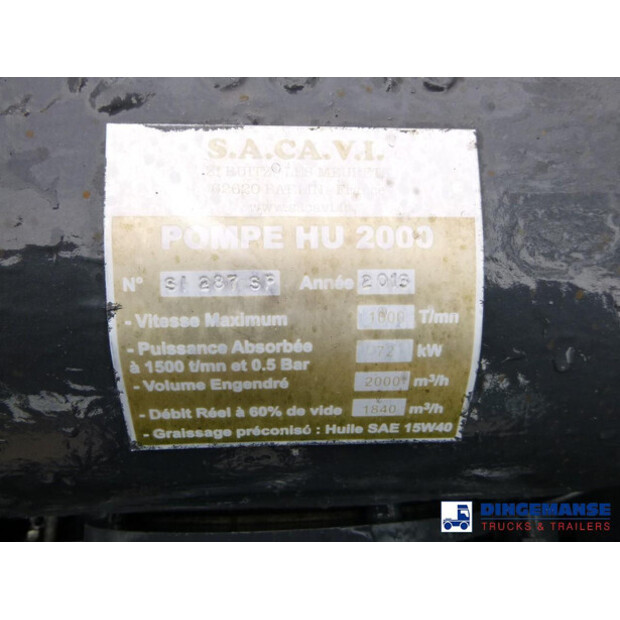 S.A.CA.V.I.
POMPE HU 2000
N° SI 237 SP Année 2016
- Vitesse Maximum 1800 T/mn
- Puissance Absorbée 72 kW
à 1500 t/mn et 0.5 Bar
- Volume Engendré 2000 m³/h
- Débit Réel à 60% de vide 1840 m³/h
- Graissage préconisé : Huile SAE 15W40
DINGEMANSE
TRUCKS & TRAILERS